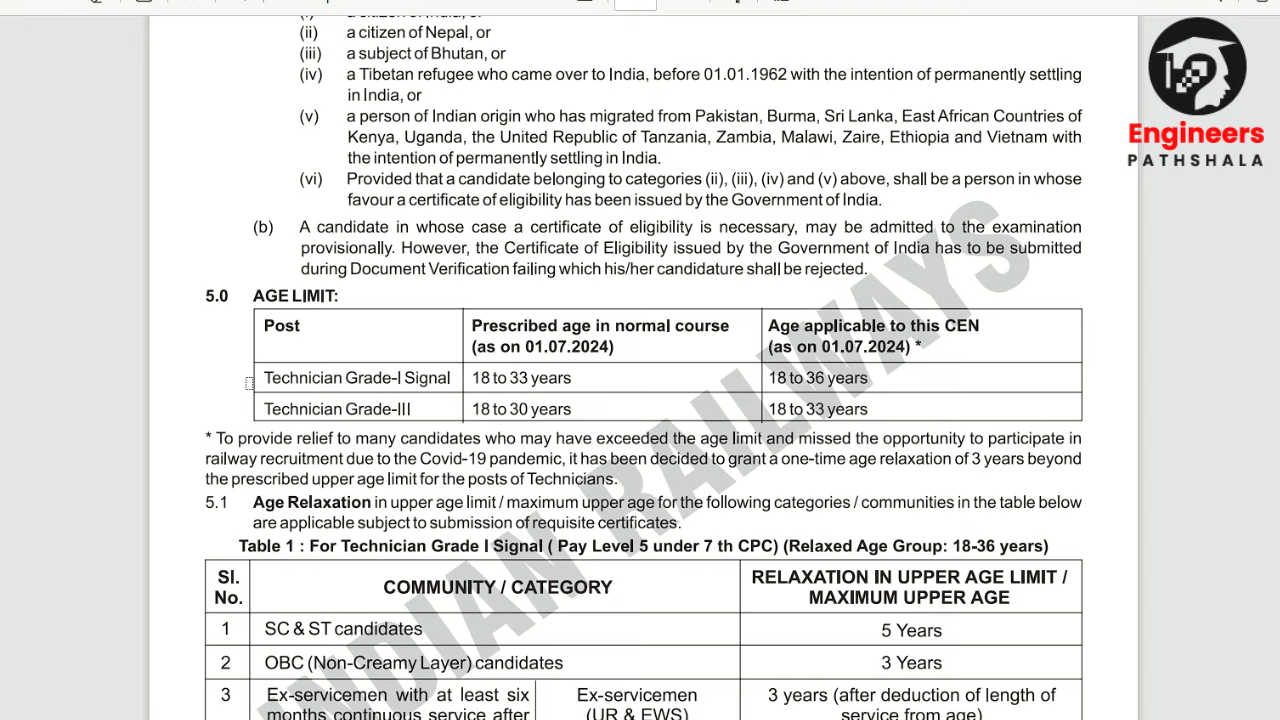 (i) a citizen of India, or
(ii) a citizen of Nepal, or
(iii) a subject of Bhutan, or
(iv) a Tibetan refugee who came over to India, before 01.01.1962 with the intention of permanently settling
in India, or
(v) a person of Indian origin who has migrated from Pakistan, Burma, Sri Lanka, East African Countries of
Kenya, Uganda, the United Republic of Tanzania, Zambia, Malawi, Zaire, Ethiopia and Vietnam with
the intention of permanently settling in India.
(vi) Provided that a candidate belonging to categories (ii), (iii), (iv) and (v) above, shall be a person in whose
favour a certificate of eligibility has been issued by the Government of India.
(b) A candidate in whose case a certificate of eligibility is necessary, may be admitted to the examination
provisionally. However, the Certificate of Eligibility issued by the Government of India has to be submitted
during Document Verification failing which his/her candidature shall be rejected.
5.0 AGE LIMIT:
Post Prescribed age in normal course Age applicable to this CEN
(as on 01.07.2024) (as on 01.07.2024) *
Technician Grade-I Signal 18 to 33 years 18 to 36 years
Technician Grade-III 18 to 30 years 18 to 33 years
* To provide relief to many candidates who may have exceeded the age limit and missed the opportunity to participate in
railway recruitment due to the Covid-19 pandemic, it has been decided to grant a one-time age relaxation of 3 years beyond
the prescribed upper age limit for the posts of Technicians.
5.1 Age Relaxation in upper age limit / maximum upper age for the following categories / communities in the table below
are applicable subject to submission of requisite certificates.
Table 1 : For Technician Grade I Signal ( Pay Level 5 under 7 th CPC) (Relaxed Age Group: 18-36 years)
Sl. No. COMMUNITY / CATEGORY RELAXATION IN UPPER AGE LIMIT / MAXIMUM UPPER AGE
1 SC & ST candidates 5 Years
2 OBC (Non-Creamy Layer) candidates 3 Years
3 Ex-servicemen with at least six Ex-servicemen 3 years (after deduction of length of
months continuous service after (UR & EWS) service from age)
INDIAN RAILWAYS
Engineers
PATHSHALA